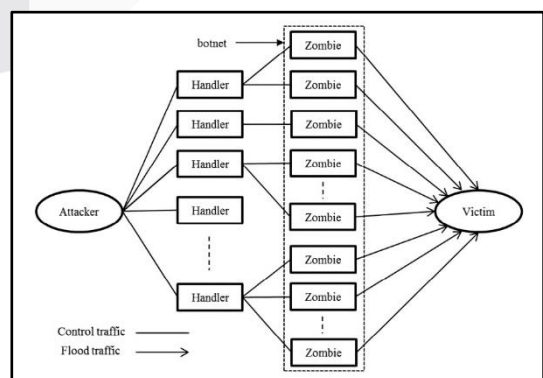 botnet
Zombie
Handler
Zombie
Handler
Zombie
Handler
Zombie
Attacker
Handler
Zombie
Victim
Zombie
Handler
Zombie
Control traffic
Flood traffic
Zombie